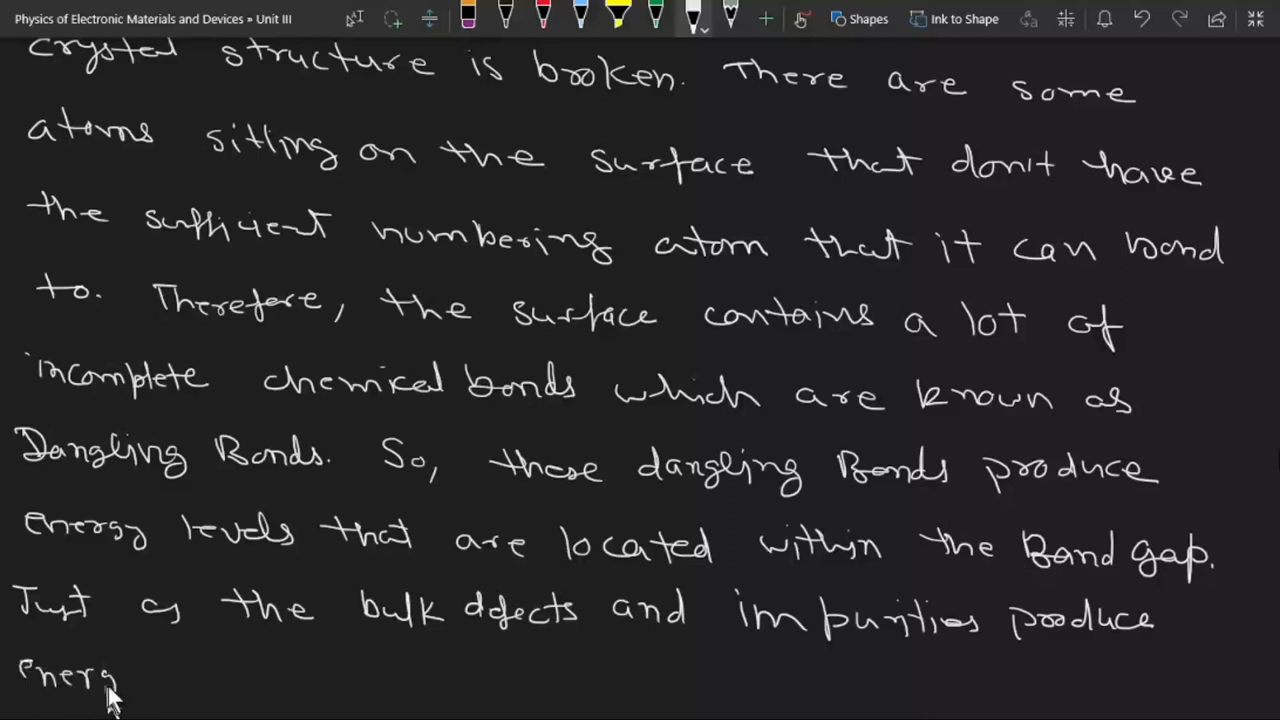 Physics of Electronic Materials and Devices » Unit III
Shapes
Ink to Shape
crystal structure is broken. There are some
atoms sitting on the surface that don't have
the sufficient numbering atom that it can bond
to. Therefore, the surface contains a lot of
incomplete chemical bonds which are known as
Dangling Bonds. So, these dangling Bonds produce
energy levels that are located within the Band gap.
Just as the bulk defects and impurities produce
energ